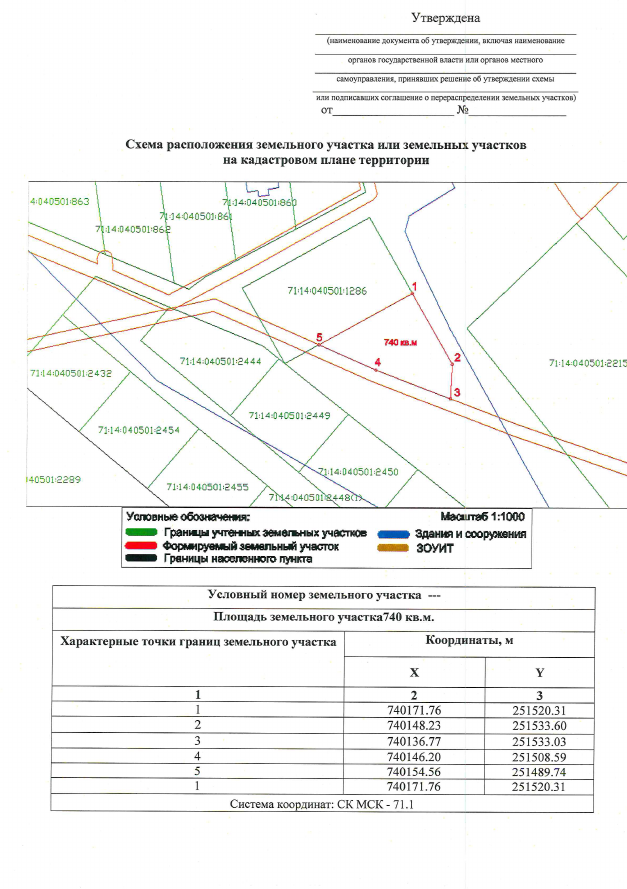 Утверждена
(наименование документа об утверждении, включая наименование
органов государственной власти или органов местного
самоуправления, принявших решение об утверждении схемы
или подписавших соглашение о перераспределении земельных участков)
от №
Схема расположения земельного участка или земельных участков
на кадастровом плане территории
4:040501:863
71:14:040501:862
71:14:040501:861
71:14:040501:860
71:14:040501:1286
1
740 кв.м
5
4
2
3
71:14:040501:2215
71:14:040501:2444
71:14:040501:2432
71:14:040501:2449
71:14:040501:2454
71:14:040501:2450
040501:2289
71:14:040501:2455
71:14:040501:2448(1)
Условные обозначения:
Масштаб 1:1000
Границы учтенных земельных участков
Здания и сооружения
Формируемый земельный участок
ЗОУИТ
Границы населенного пункта
Условный номер земельного участка ---
Площадь земельного участка740 кв.м.
Характерные точки границ земельного участка
Координаты, м
X Y
1 2 3
1 740171.76 251520.31
2 740148.23 251533.60
3 740136.77 251533.03
4 740146.20 251508.59
5 740154.56 251489.74
1 740171.76 251520.31
Система координат: СК МСК - 71.1